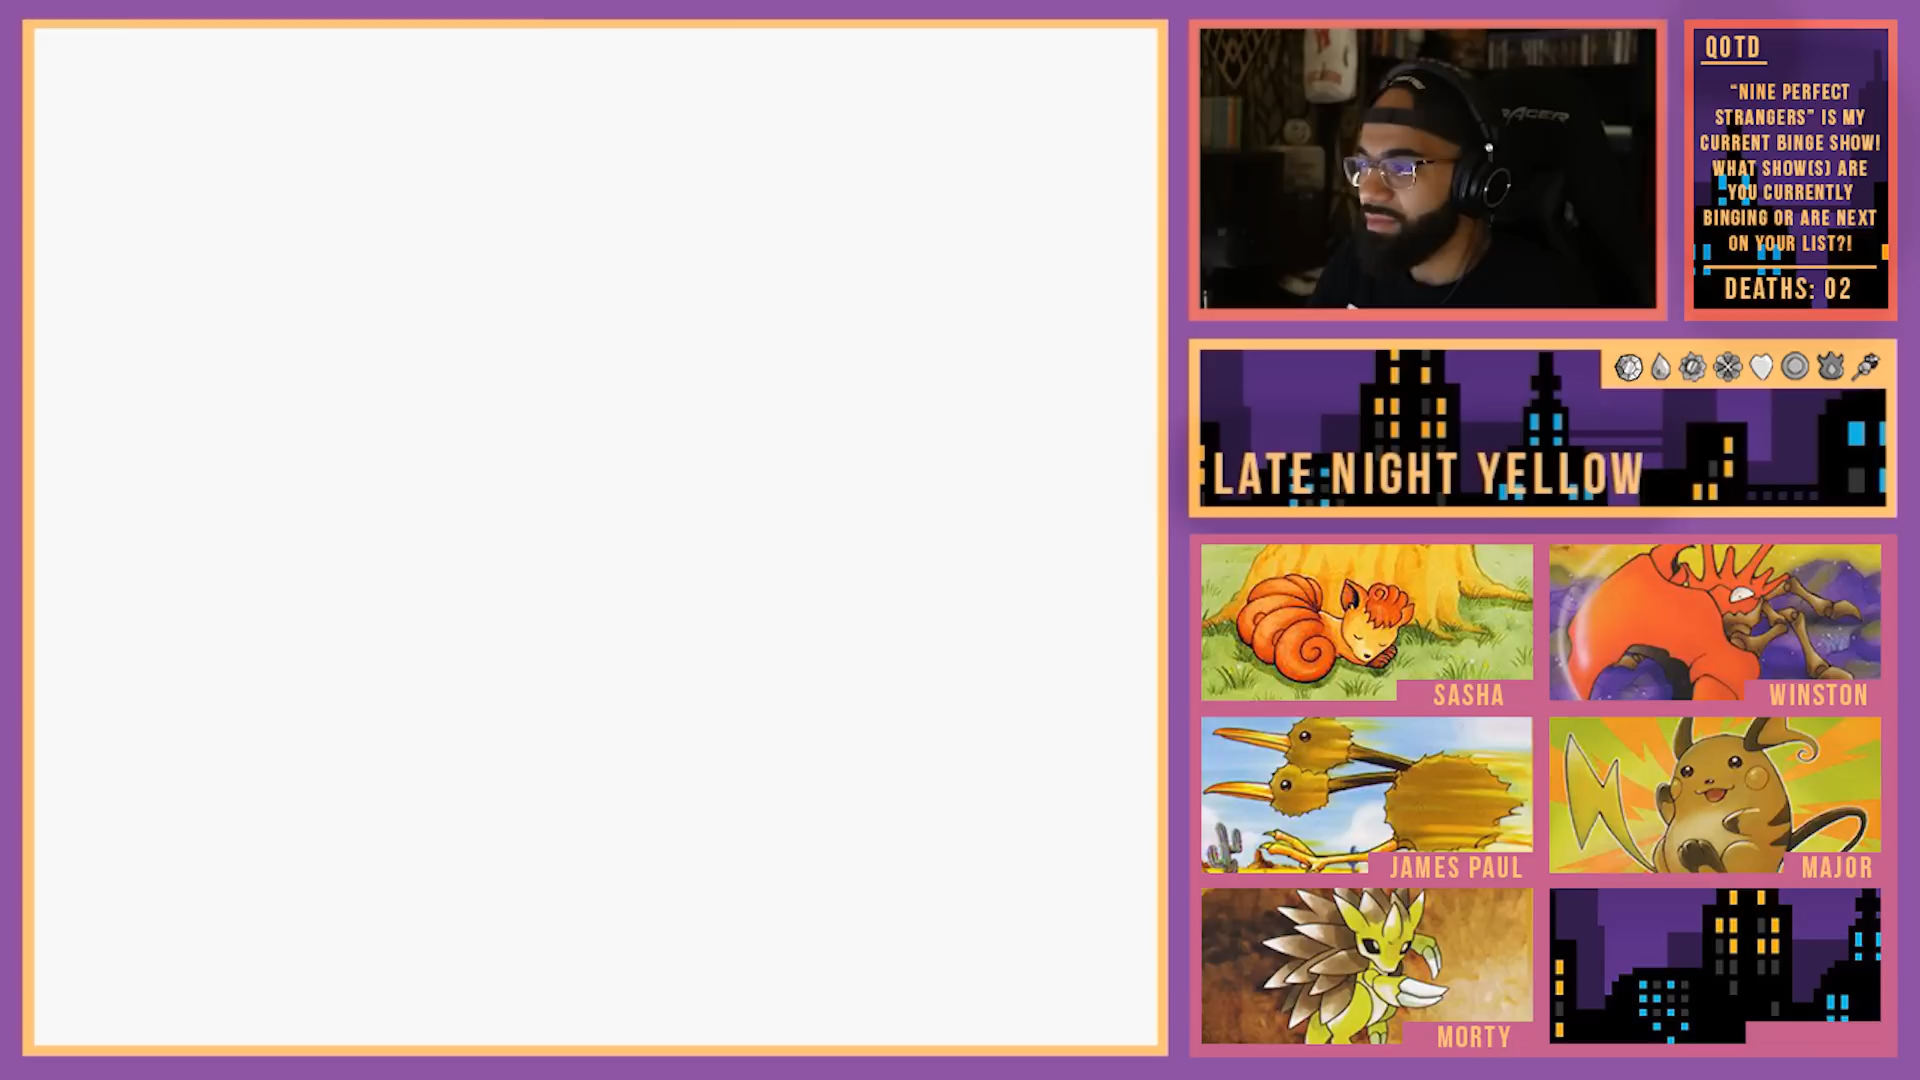 QOTD
“NINE PERFECT
STRANGERS” IS MY
CURRENT BINGE SHOW!
WHAT SHOW(S) ARE
YOU CURRENTLY
BINGING OR ARE NEXT
ON YOUR LIST?!
DEATHS: 02
LATE NIGHT YELLOW
SASHA
WINSTON
JAMES PAUL
MAJOR
MORTY